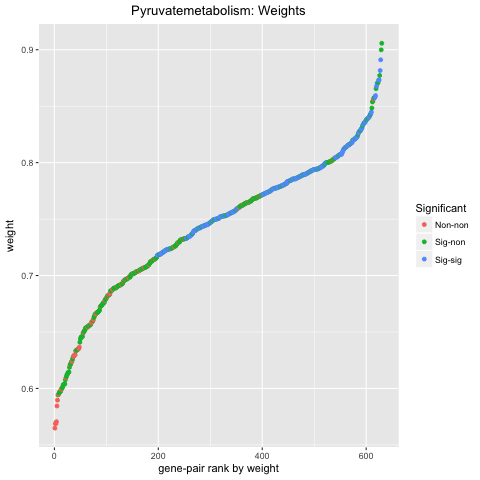 Pyruvatemetabolism: Weights
weight
0.9
0.8
0.7
0.6
0 200 400 600
gene-pair rank by weight
Significant
Non-non
Sig-non
Sig-sig